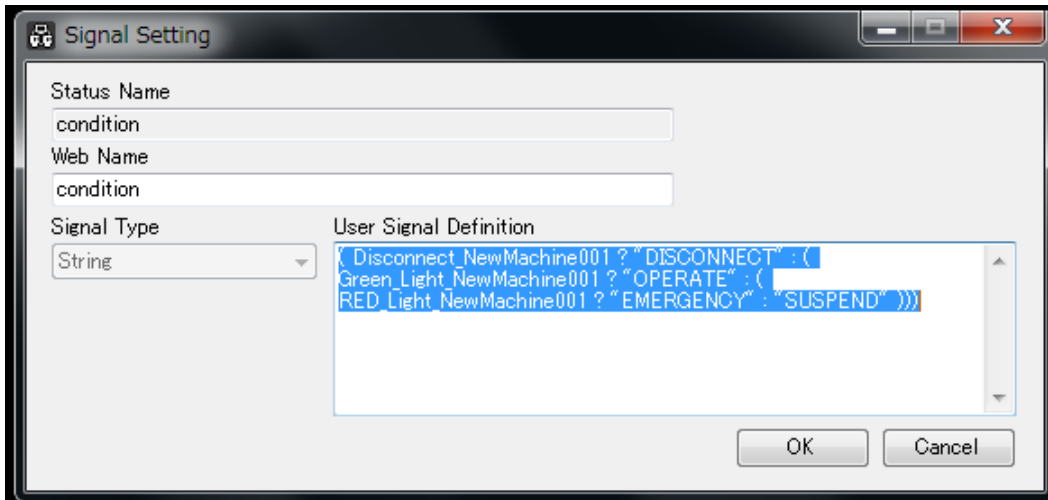 Signal Setting
Status Name
condition
Web Name
condition
Signal Type
String
User Signal Definition
( Disconnect_NewMachine001 ? "DISCONNECT" : (
Green_Light_NewMachine001 ? "OPERATE" : (
RED_Light_NewMachine001 ? "EMERGENCY" : "SUSPEND" )))
OK
Cancel